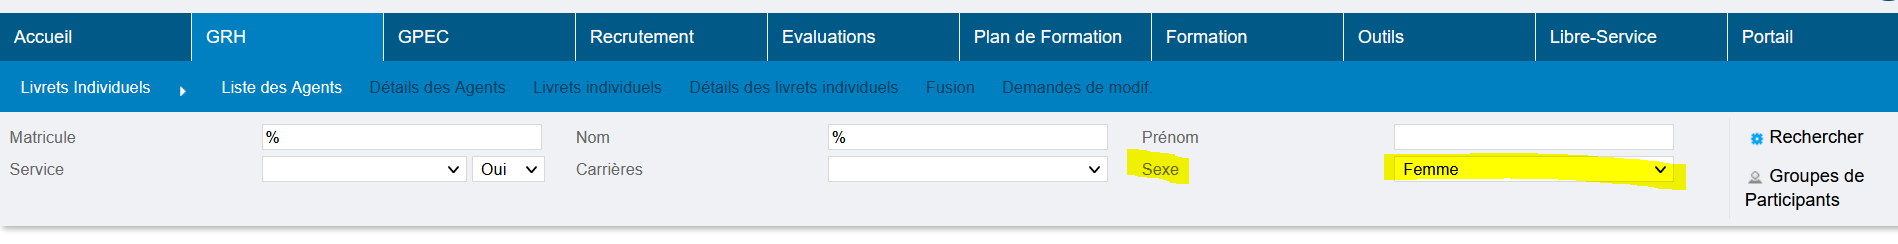 Accueil GRH GPEC Recrutement Evaluations Plan de Formation Formation Outils Libre-Service Portail
Livrets Individuels Liste des Agents Détails des Agents Livrets individuels Détails des livrets individuels Fusion Demandes de modif.
Matricule % Nom % Prénom Rechercher
Service Oui Carrières Sexe Femme
Groupes de
Participants